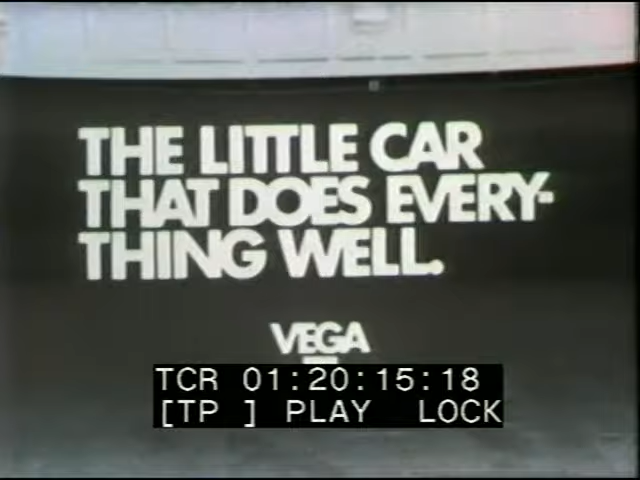 THE LITTLE CAR
THAT DOES EVERY-
THING WELL.
VEGA
TCR 01:20:15:18
[TP ] PLAY LOCK